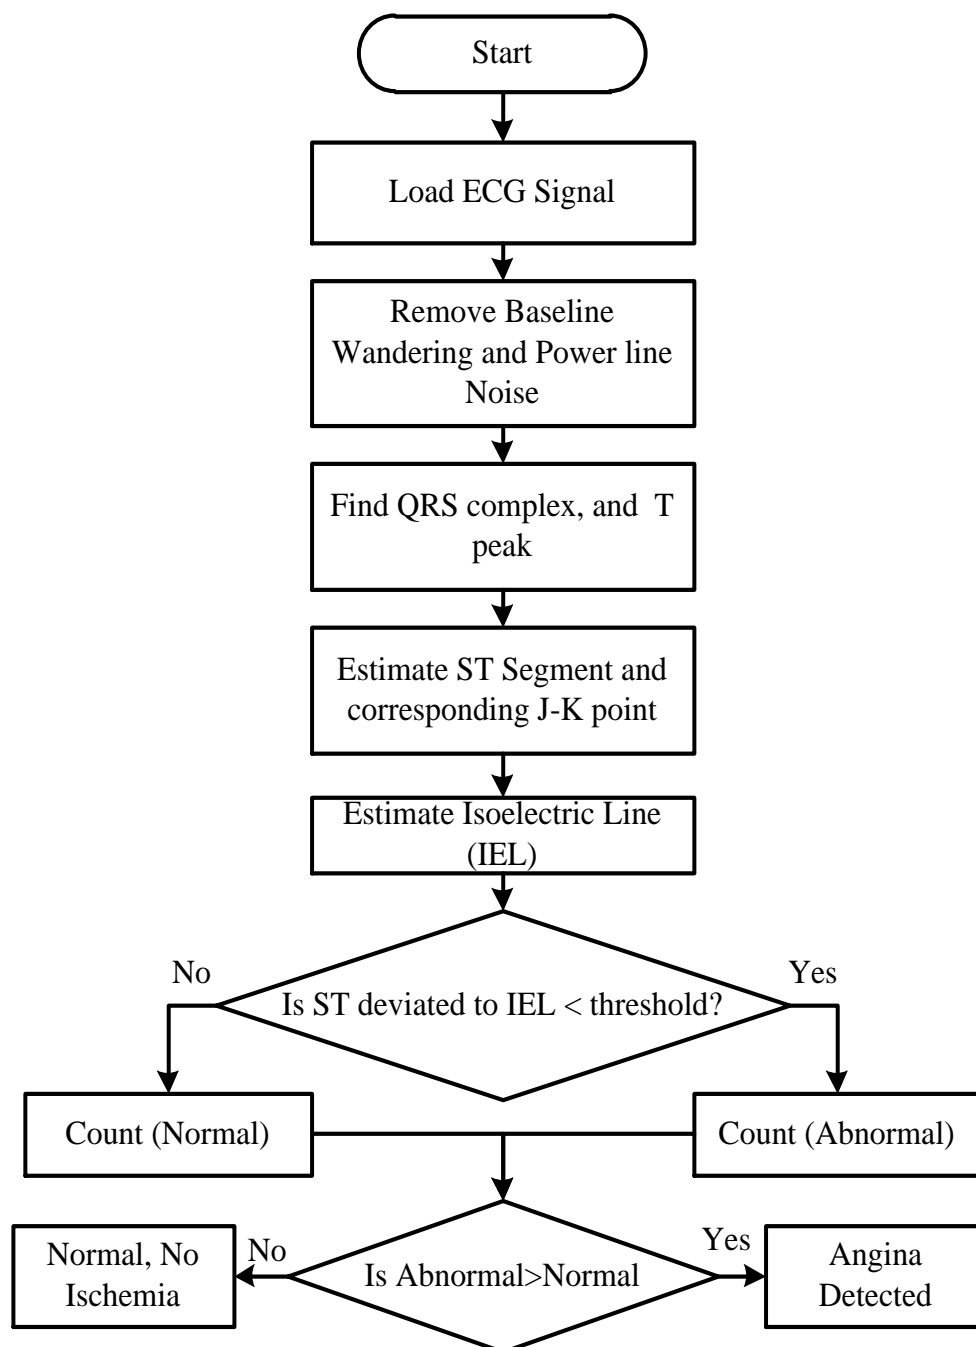 Start
Load ECG Signal
Remove Baseline
Wandering and Power line
Noise
Find QRS complex, and T
peak
Estimate ST Segment and
corresponding J-K point
Estimate Isoelectric Line
(IEL)
No
Yes
Is ST deviated to IEL < threshold?
Count (Normal)
Count (Abnormal)
Normal, No
Ischemia
No
Is Abnormal>Normal
Yes
Angina
Detected